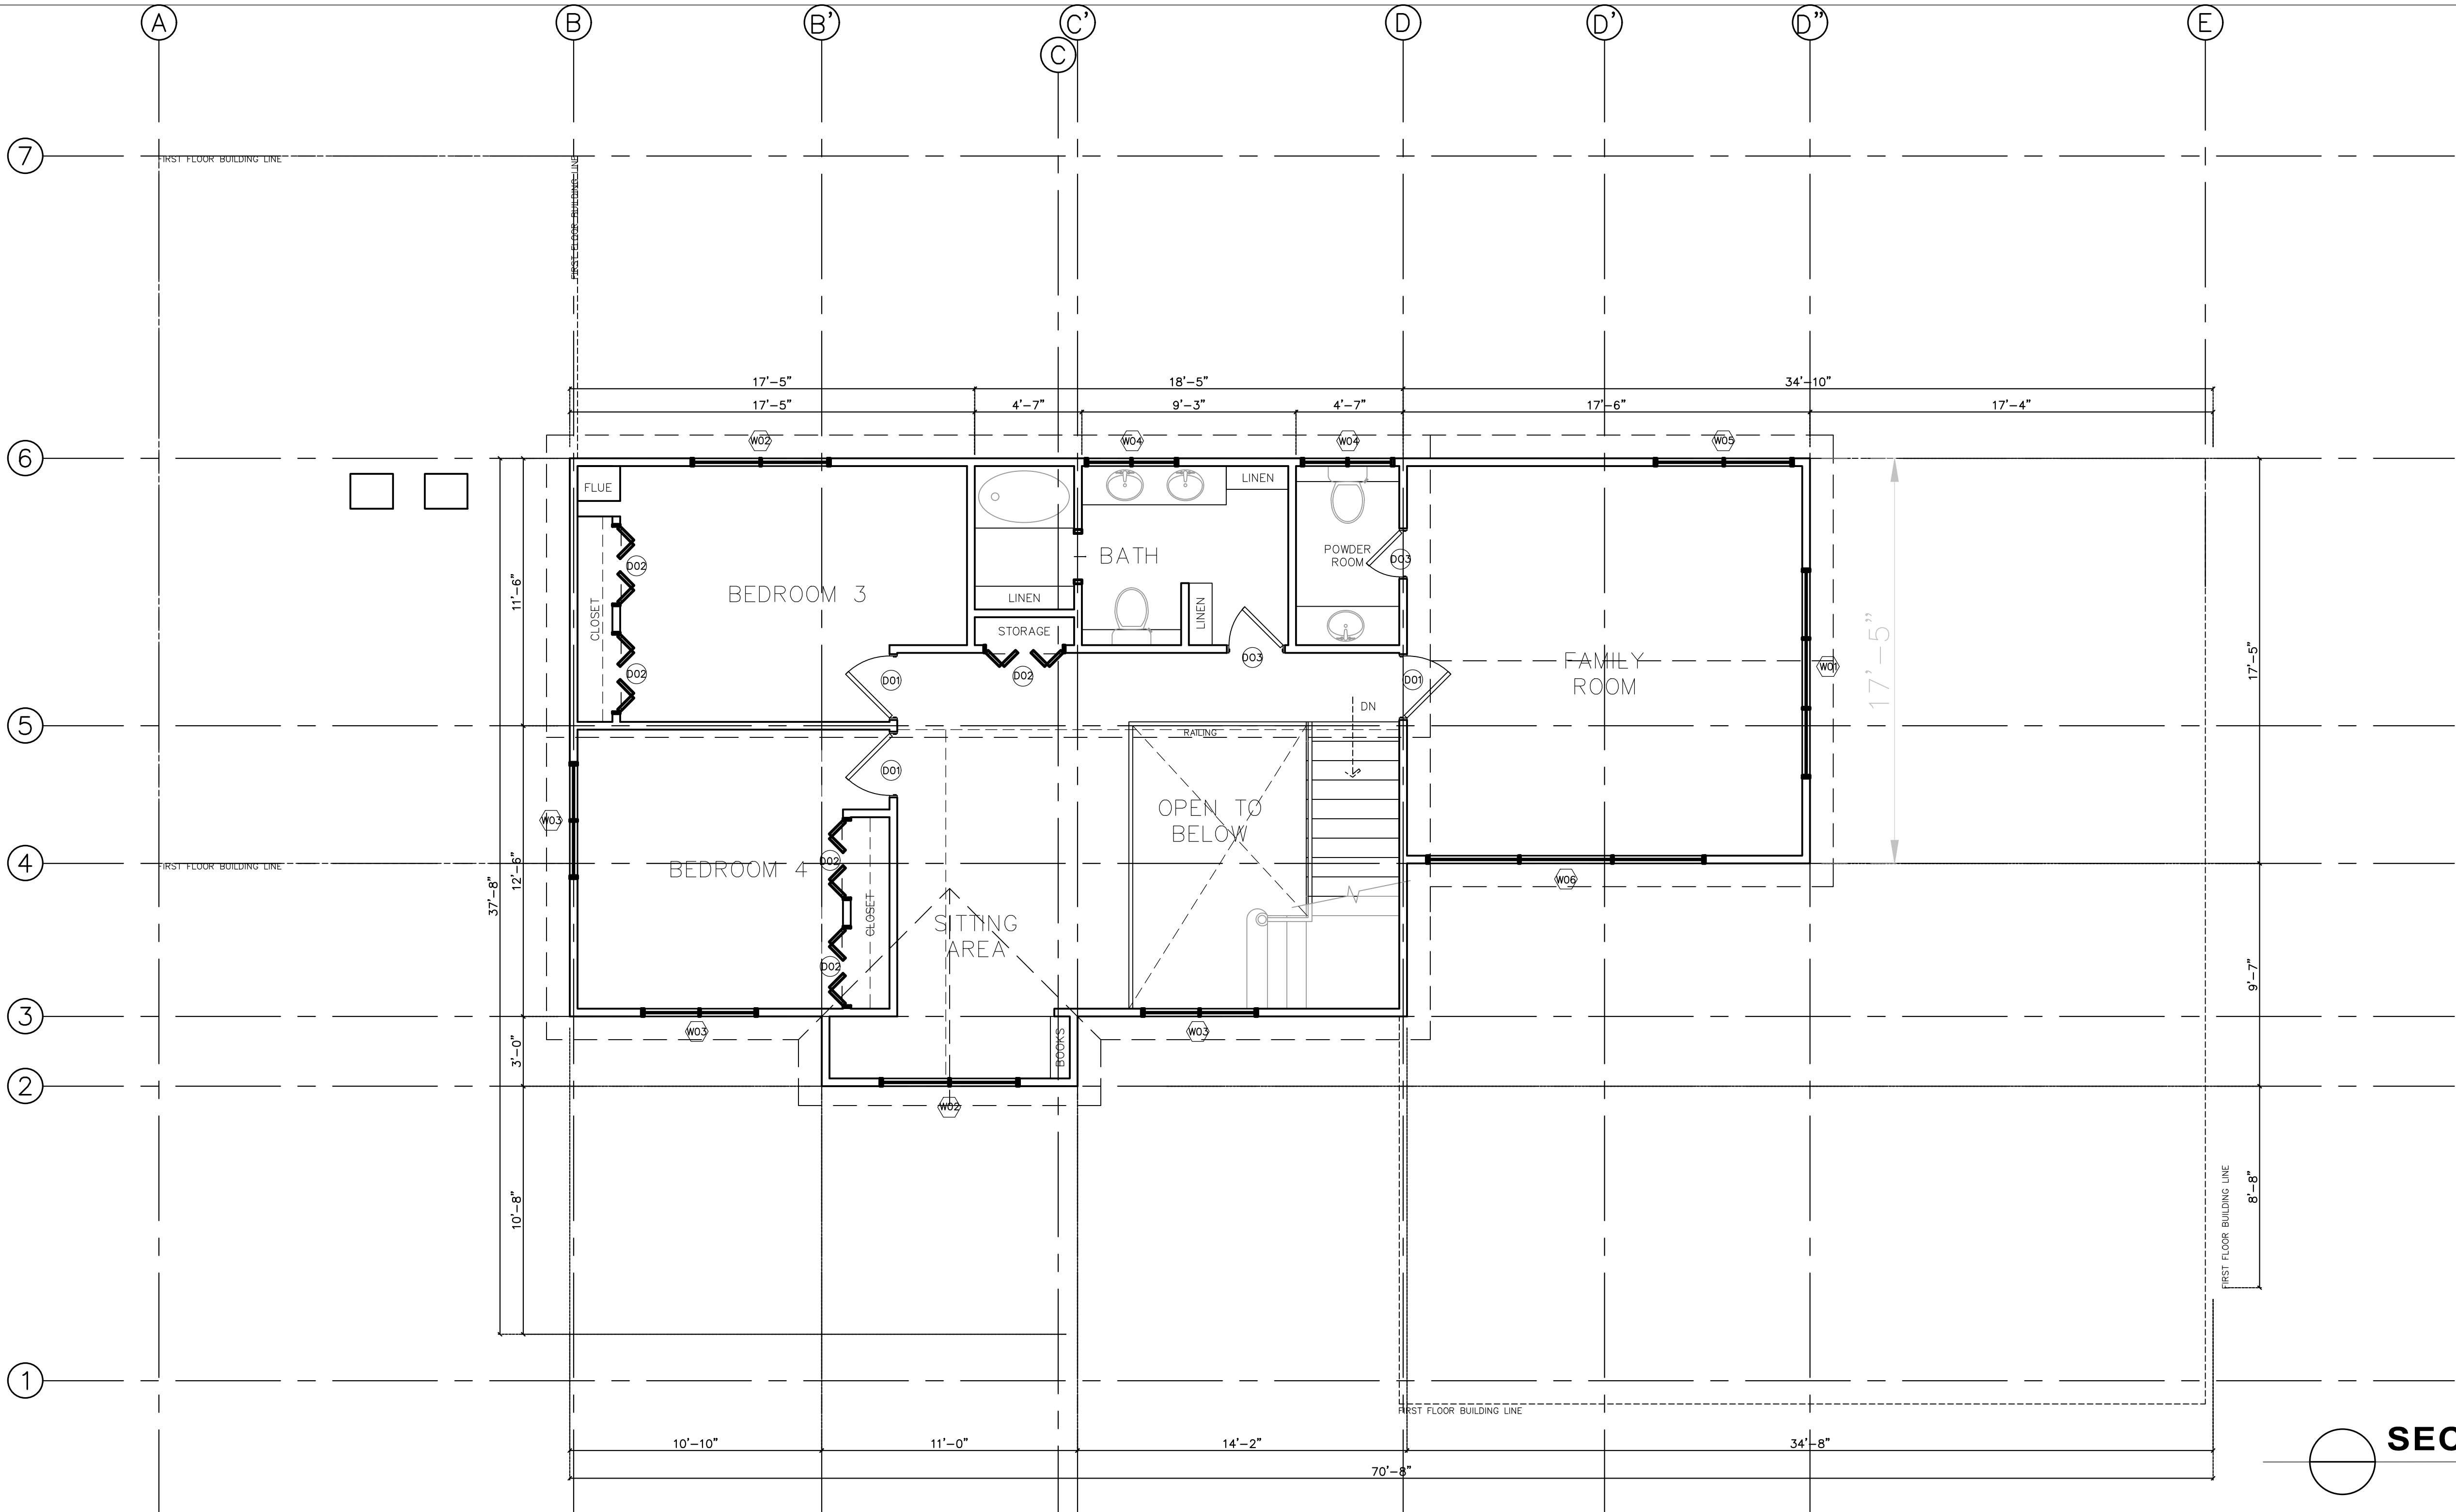 A
B
B'
C'
C
D
D'
D"
E
7
FIRST FLOOR BUILDING LINE
FIRST FLOOR BUILDING LINE
17'-5"
18'-5"
34'-10"
17'-5"
4'-7"
9'-3"
4'-7"
17'-6"
17'-4"
W02
W04
W04
W05
6
FLUE
LINEN
BATH
POWDER
ROOM
D03
D02
11'-6"
BEDROOM 3
CLOSET
LINEN
LINEN
STORAGE
D03
D02
D01
D02
D01
FAMILY
ROOM
W01
17'-5"
17'-5"
DN
5
RAILING
D01
OPEN TO
BELOW
W03
4
FIRST FLOOR BUILDING LINE
BEDROOM 4
D02
12'-6"
37'-8"
W06
CLOSET
SITTING
AREA
D02
9'-7"
3
W03
W03
BOOKS
3'-0"
2
W02
10'-8"
8'-8"
FIRST FLOOR BUILDING LINE
1
FIRST FLOOR BUILDING LINE
10'-10"
11'-0"
14'-2"
34'-8"
70'-8"
SEC